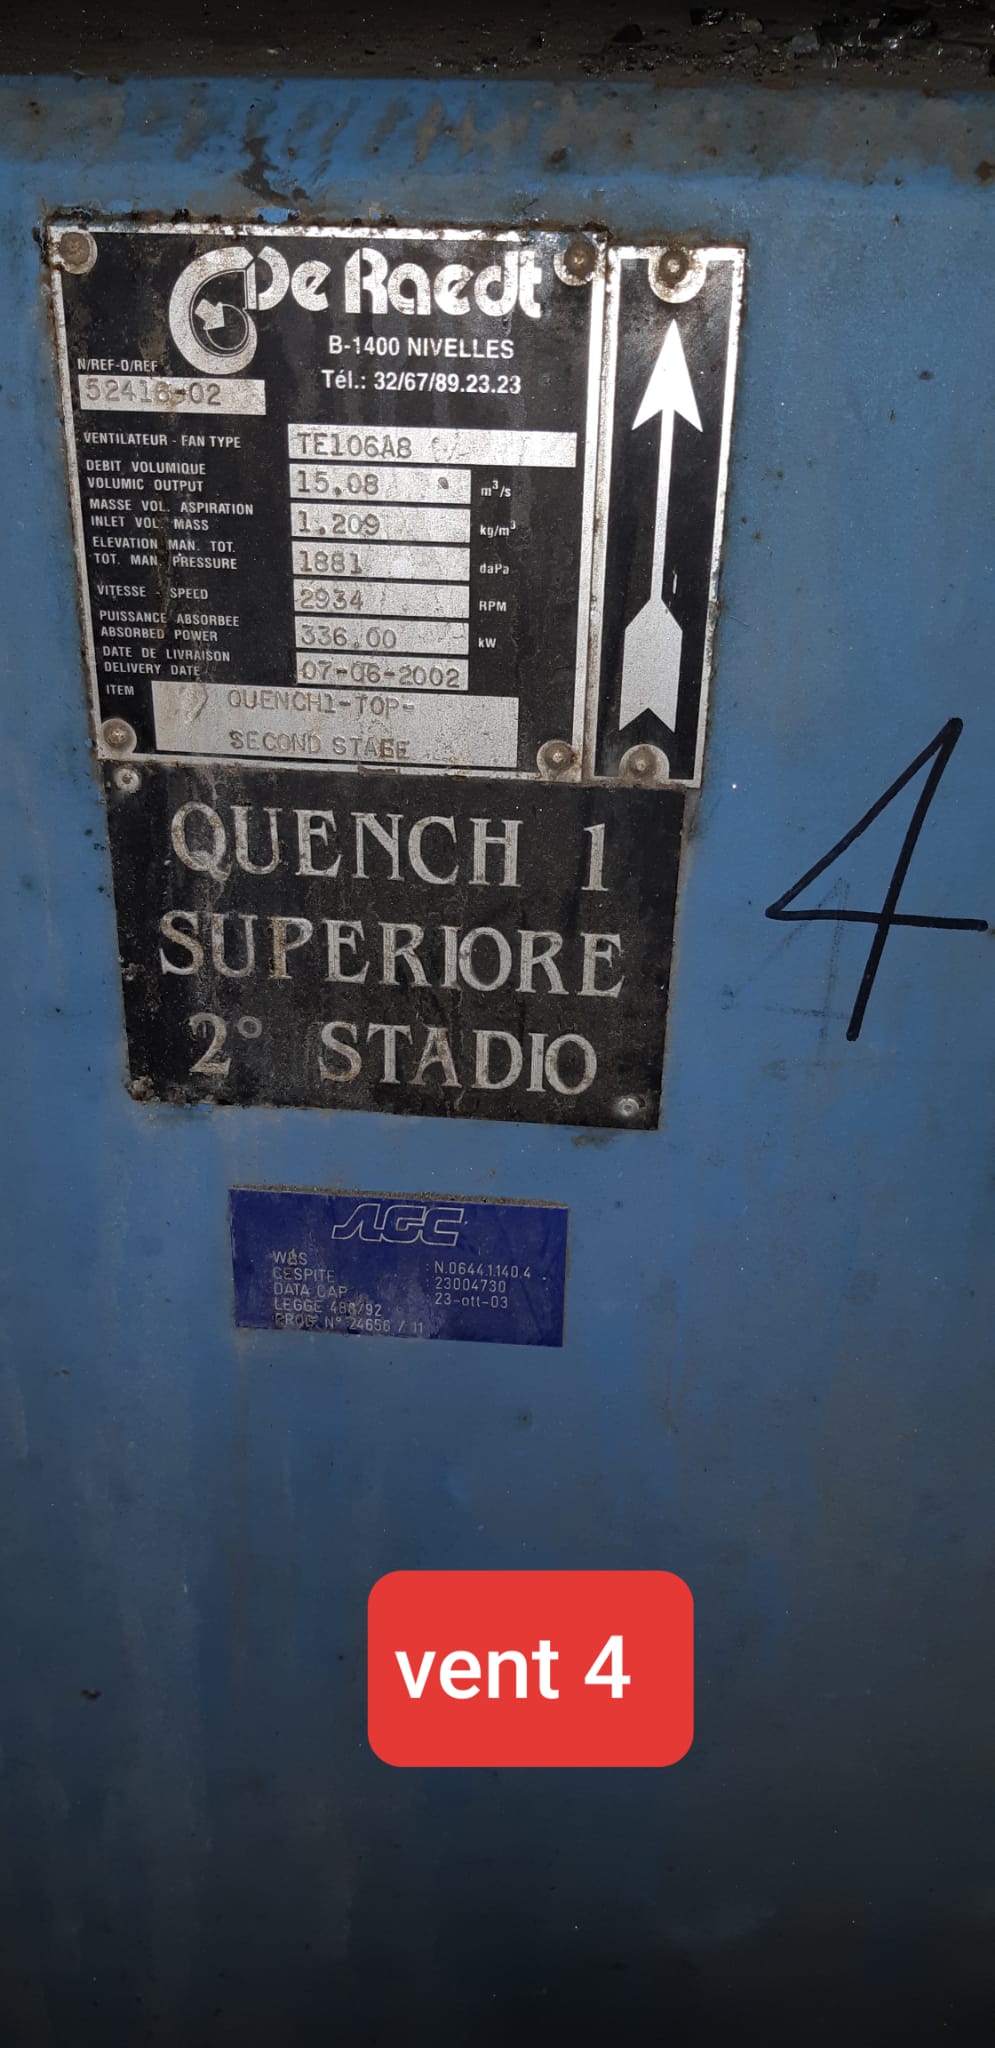 De Raedt
B-1400 NIVELLES
Tél.: 32/67/89.23.23
N/REF-O/REF
52416-02
VENTILATEUR - FAN TYPE TE106A8
DEBIT VOLUMIQUE
VOLUMIC OUTPUT 15.08 m³/s
MASSE VOL. ASPIRATION
INLET VOL. MASS 1.209 kg/m³
ELEVATION MAN. TOT.
TOT. MAN. PRESSURE 1881 daPa
VITESSE - SPEED 2934 RPM
PUISSANCE ABSORBEE
ABSORBED POWER 336.00 kW
DATE DE LIVRAISON
DELIVERY DATE 07-06-2002
ITEM QUENCH1-TOP-
SECOND STAGE
QUENCH 1
SUPERIORE
2° STADIO
4
AGC
WBS : N.0644.1.140.4
CESPITE : 23004730
DATA CAP. : 23-ott-03
LEGGE 488/92
PROG N° 24656 / 11
vent 4